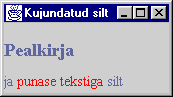 Kujundatud silt
Pealkirja
ja punase tekstiga silt